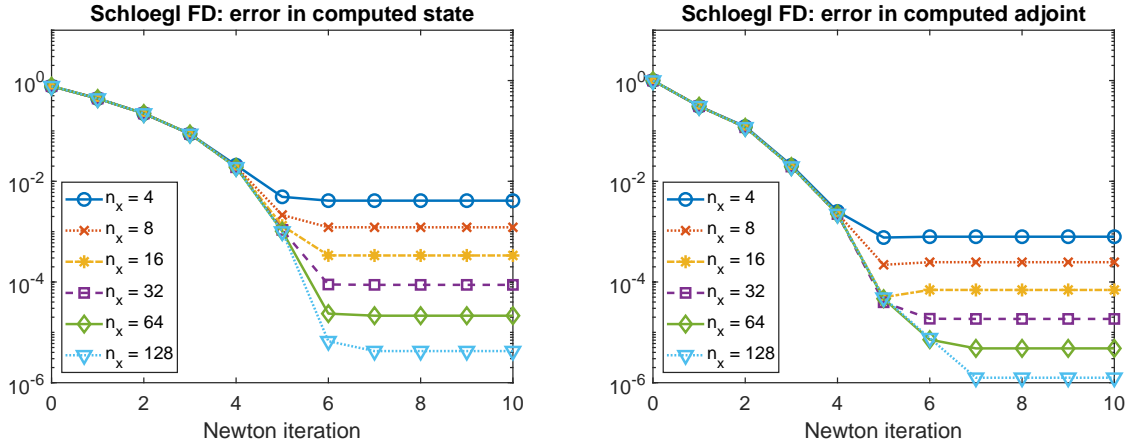 Schloegl FD: error in computed state
10^0
10^-2
10^-4
10^-6
n_x = 4
n_x = 8
n_x = 16
n_x = 32
n_x = 64
n_x = 128
0 2 4 6 8 10
Newton iteration
Schloegl FD: error in computed adjoint
10^0
10^-2
10^-4
10^-6
n_x = 4
n_x = 8
n_x = 16
n_x = 32
n_x = 64
n_x = 128
0 2 4 6 8 10
Newton iteration